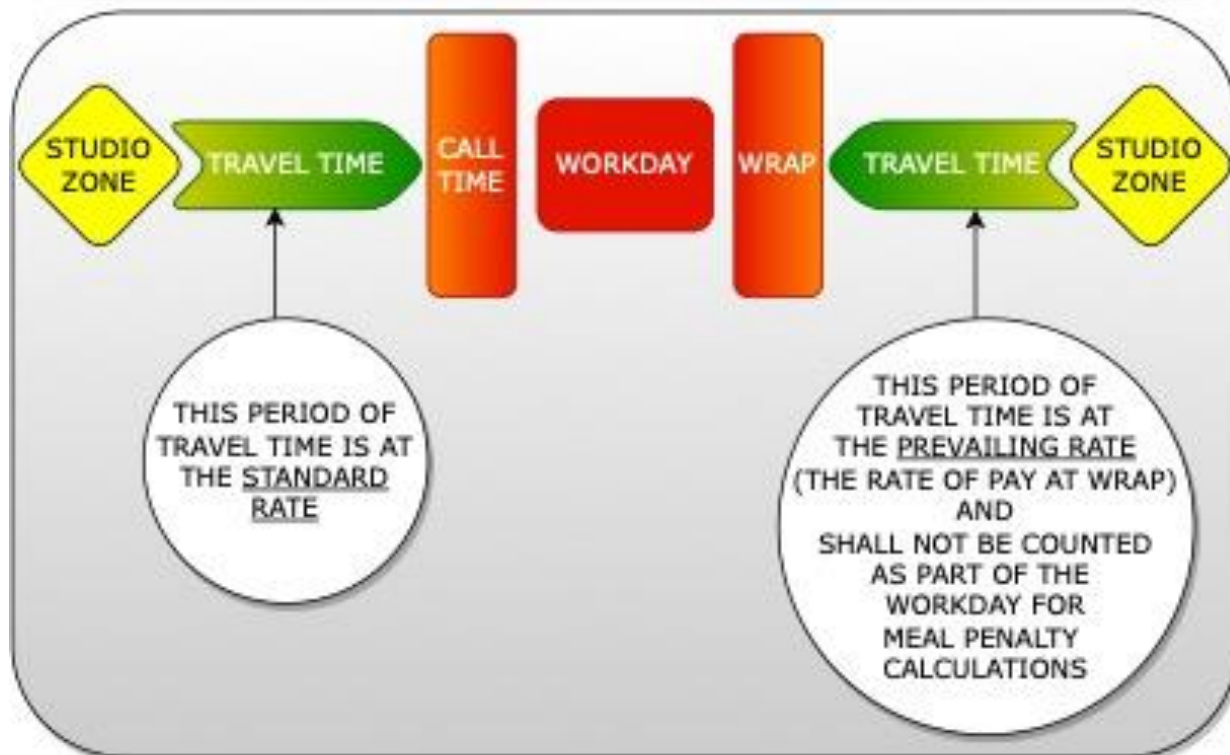 STUDIO
ZONE
TRAVEL TIME
CALL
TIME
WORKDAY
WRAP
TRAVEL TIME
STUDIO
ZONE
THIS PERIOD OF
TRAVEL TIME IS AT
THE STANDARD
RATE
THIS PERIOD OF
TRAVEL TIME IS AT
THE PREVAILING RATE
(THE RATE OF PAY AT WRAP)
AND
SHALL NOT BE COUNTED
AS PART OF THE
WORKDAY FOR
MEAL PENALTY
CALCULATIONS